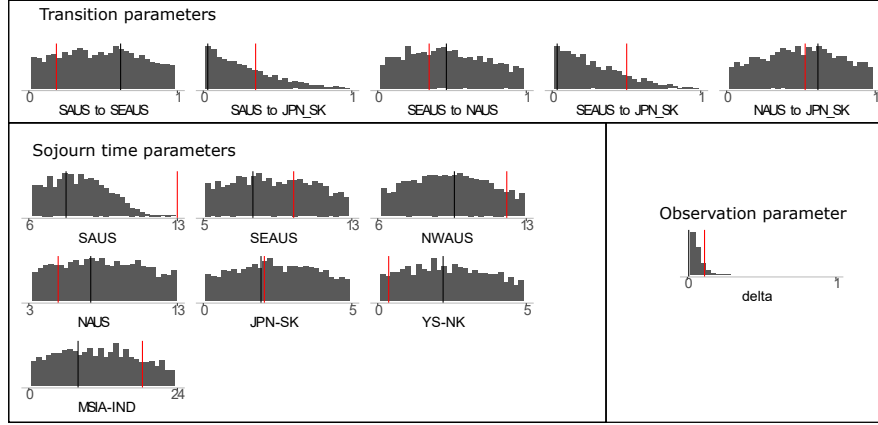 Transition parameters
0 1 0 1 0 1 0 1 0 1
SAUS to SEAUS SAUS to JPN_SK SEAUS to NAUS SEAUS to JPN_SK NAUS to JPN_SK
Sojourn time parameters
6 13 5 13 6 13
SAUS SEAUS NWAUS
3 13 0 5 0 5
NAUS JPN-SK YS-NK
0 24
MSIA-IND
Observation parameter
0 1
delta